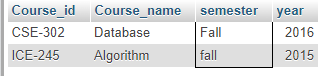 Course_id Course_name semester year
CSE-302 Database Fall 2016
ICE-245 Algorithm fall 2015